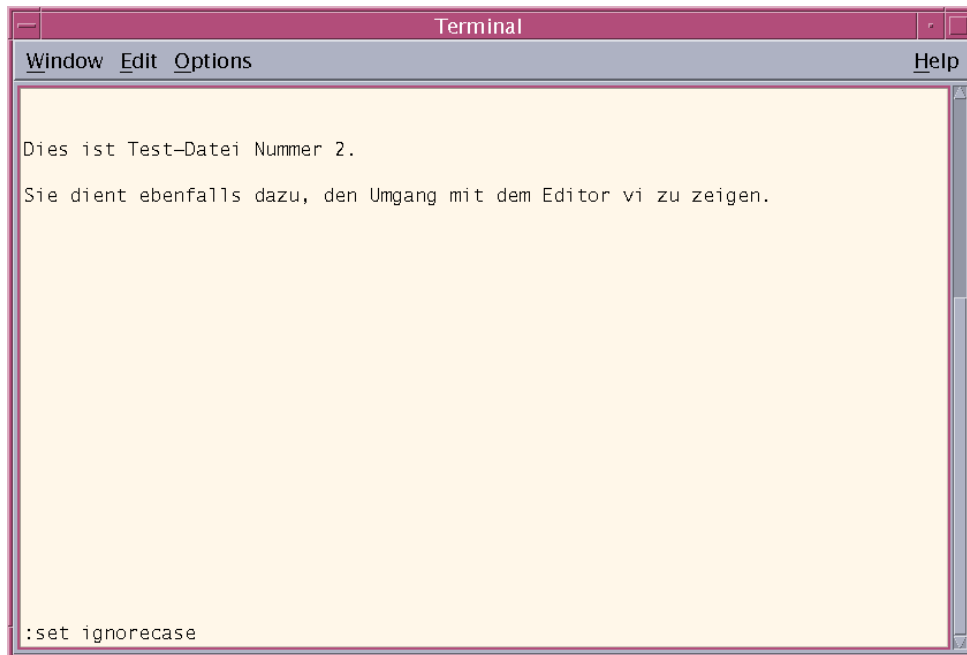 Terminal
Window Edit Options Help
Dies ist Test-Datei Nummer 2.
Sie dient ebenfalls dazu, den Umgang mit dem Editor vi zu zeigen.
:set ignorecase